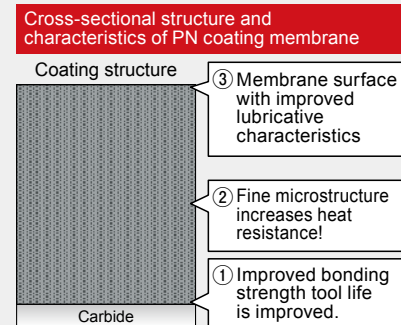 Cross-sectional structure and
characteristics of PN coating membrane
Coating structure
③ Membrane surface
with improved
lubricative
characteristics
② Fine microstructure
increases heat
resistance!
① Improved bonding
strength tool life
is improved.
Carbide